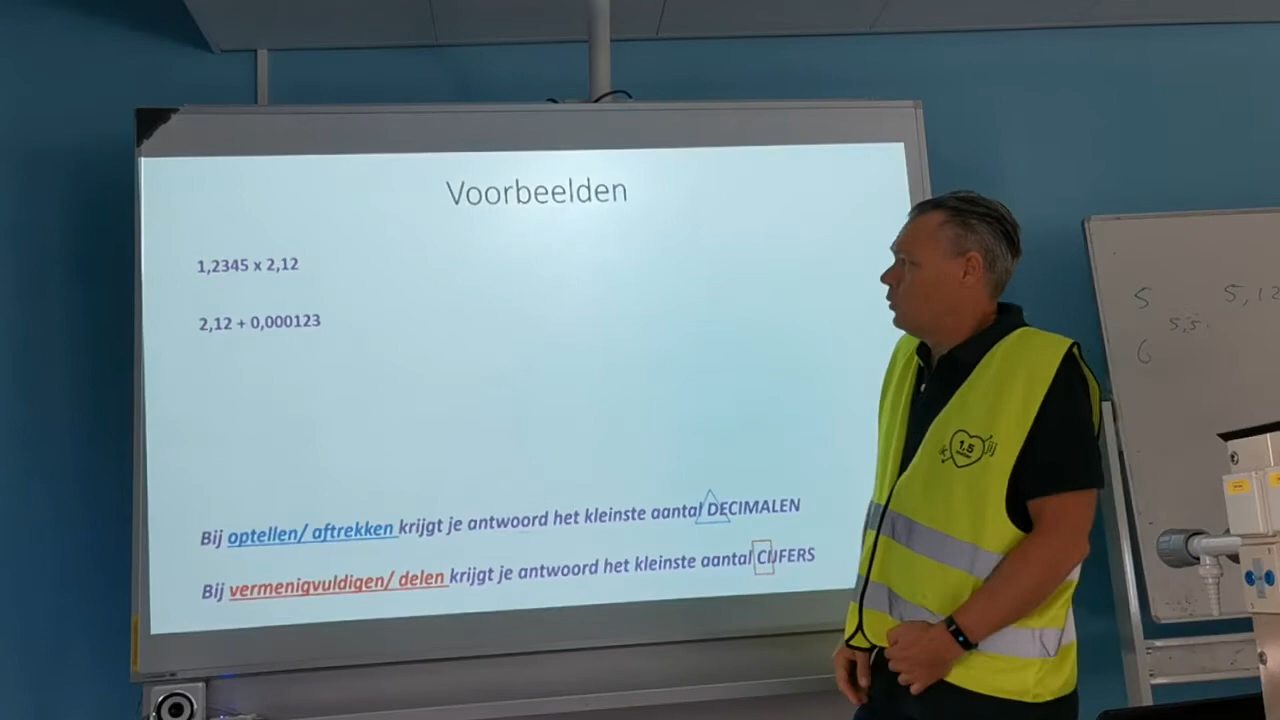 Voorbeelden
1,2345 x 2,12
2,12 + 0,000123
Bij optellen/ aftrekken krijgt je antwoord het kleinste aantal DECIMALEN
Bij vermenigvuldigen/ delen krijgt je antwoord het kleinste aantal CIJFERS
5
5,12
5,5
6
1,5